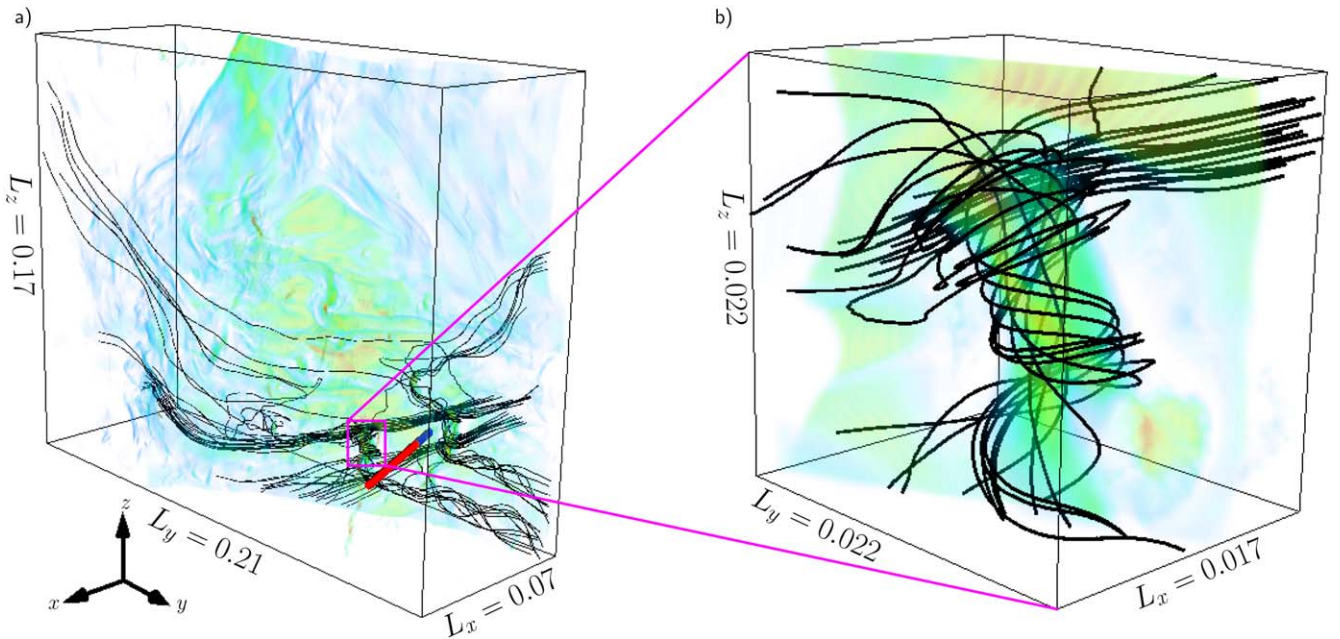 a)
b)
L_z = 0.17
L_z = 0.022
L_y = 0.21
L_x = 0.07
L_y = 0.022
L_x = 0.017
z
x
y